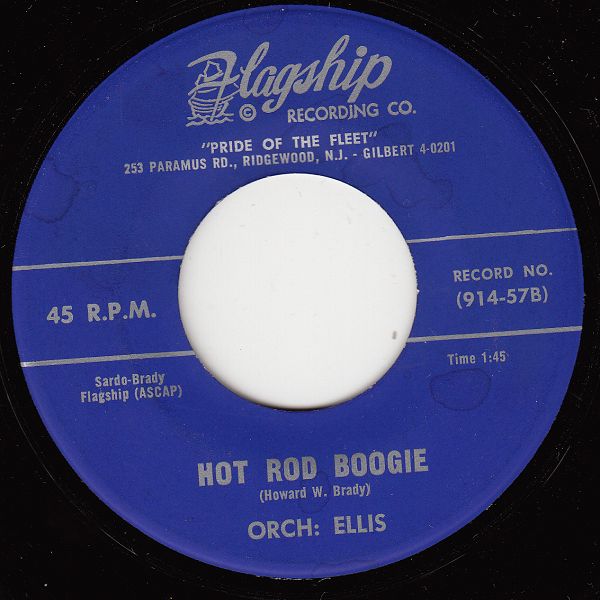 Flagship
©
RECORDING CO.
"PRIDE OF THE FLEET"
253 PARAMUS RD., RIDGEWOOD, N.J. - GILBERT 4-0201
45 R.P.M.
RECORD NO.
(914-57B)
Time 1:45
Sardo-Brady
Flagship (ASCAP)
HOT ROD BOOGIE
(Howard W. Brady)
ORCH: ELLIS